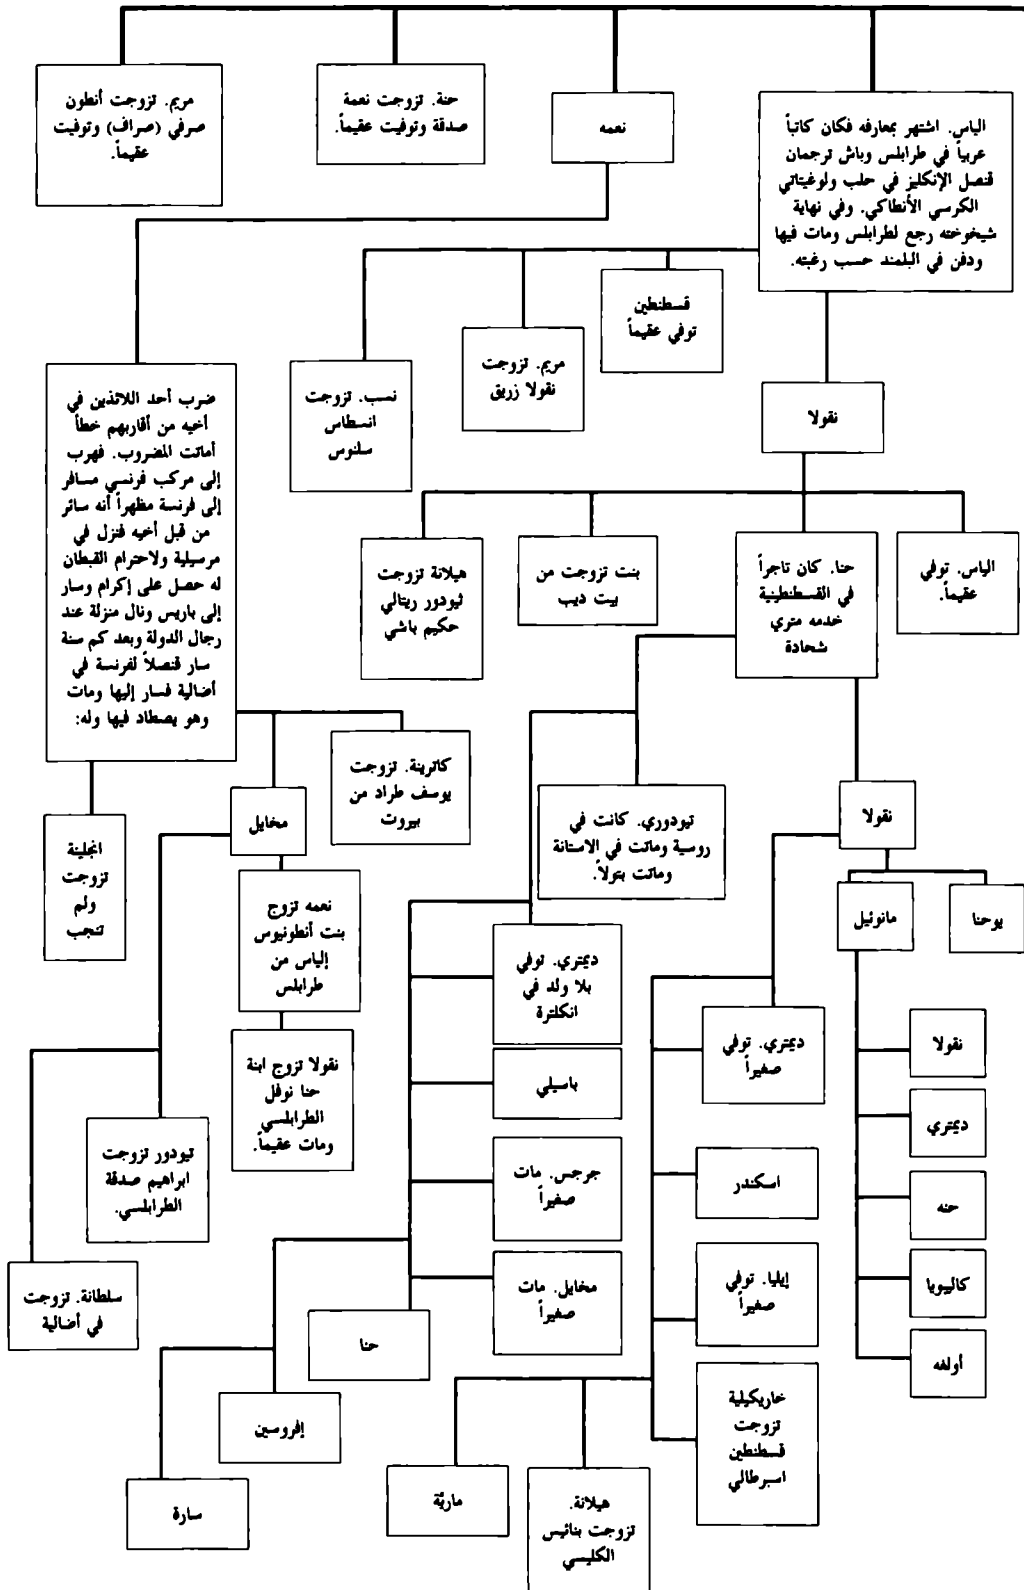 الياس. اشتهر بمعارفه فكان كاتباً
عربياً في طرابلس وباش ترجمان
قنصل الإنكليز في حلب ولوغيتاتي
الكرسي الأنطاكي. وفي نهاية
شيخوخته رجع لطرابلس ومات فيها
ودفن في البلمند حسب رغبته.
نعمه
حنة. تزوجت نعمة
صدقة وتوفيت عقيماً.
مريم. تزوجت أنطون
صرفي (صراف) وتوفيت
عقيماً.
قسطنطين
توفي عقيماً
مريم. تزوجت
نقولا زريق
نسب. تزوجت
انسطاس
سلنوس
نقولا
ضرب أحد اللائذين في
أخيه من أقاربهم خطأ
أماتت المضروب. فهرب
إلى مركب فرنسي مسافر
إلى فرنسة مظهراً أنه سائر
من قبل أخيه فنزل في
مرسيلية ولاحترام القبطان
له حصل على إكرام وسار
إلى باريس ونال منزلة عند
رجال الدولة وبعد كم سنة
سار قنصلاً لفرنسة في
أضالية فسار إليها ومات
وهو يصطاد فيها وله:
الياس. توفي
عقيماً.
حنا. كان تاجراً
في القسطنطينية
خدمه متري
شحادة
بنت تزوجت من
بيت ديب
هيلانة تزوجت
ثيودور ريتالي
حكيم باشي
كاترينة. تزوجت
يوسف طراد من
بيروت
مخايل
انجلينة
تزوجت
ولم
تنجب
نقولا
تيودوري. كانت في
روسية وماتت في الاستانة
وماتت بتولاً.
يوحنا
مانوئيل
نعمه تزوج
بنت أنطونيوس
إلياس من
طرابلس
ديمتري. توفي
بلا ولد في
انكلترة
ديمتري. توفي
صغيراً
نقولا
نقولا تزوج ابنة
حنا نوفل
الطرابلسي
ومات عقيماً.
باسيلي
ديمتري
تيودور تزوجت
ابراهيم صدقة
الطرابلسي.
جرجس. مات
صغيراً
اسكندر
حنه
سلطانة. تزوجت
في أضالية
مخايل. مات
صغيراً
إيليا. توفي
صغيراً
كالييويا
حنا
أولغه
إفروسين
خاريكيلية
تزوجت
قسطنطين
اسبرطالي
سارة
ماريّة
هيلانة.
تزوجت بنائيس
الكليسي